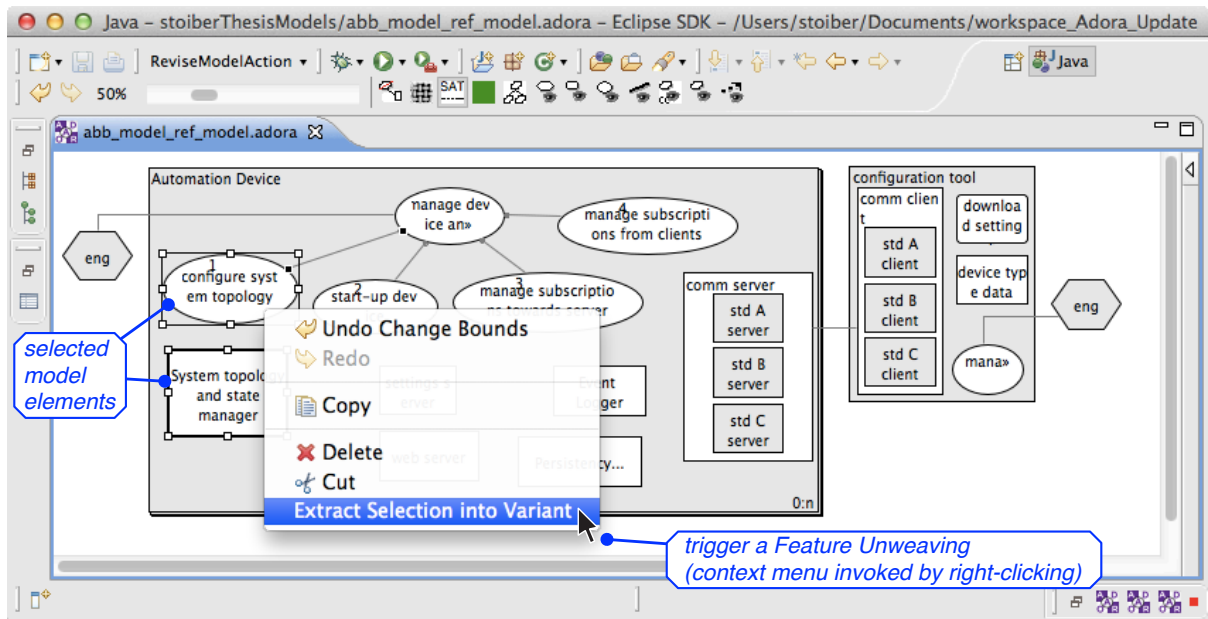 Java – stoiberThesisModels/abb_model_ref_model.adora – Eclipse SDK – /Users/stoiber/Documents/workspace_Adora_Update
ReviseModelAction
Java
50%
SAT
abb_model_ref_model.adora
Automation Device
manage dev
ice an»
4
manage subscripti
ons from clients
eng
1
configure syst
em topology
2
start-up dev
ice
3
manage subscriptio
ns towards server
comm server
std A
server
std B
server
std C
server
0:n
configuration tool
comm clien
t
std A
client
std B
client
std C
client
downloa
d setting
device typ
e data
mana»
eng
selected
model
elements
System topology
and state
manager
settings s
erver
Event
Logger
web server
Persistency...
Undo Change Bounds
Redo
Copy
Delete
Cut
Extract Selection into Variant
trigger a Feature Unweaving
(context menu invoked by right-clicking)